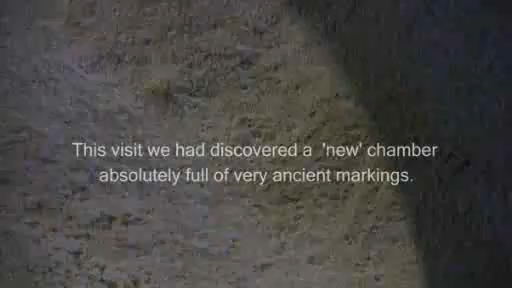 This visit we had discovered a 'new' chamber
absolutely full of very ancient markings.